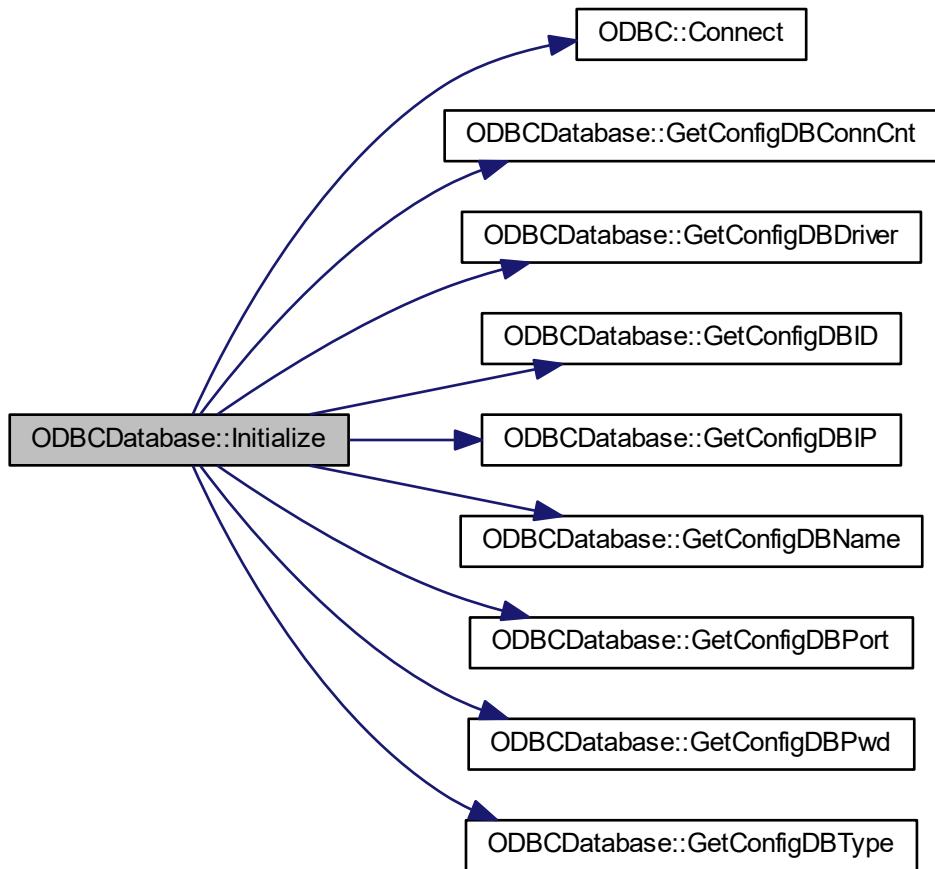 ODBC::Connect
ODBCDatabase::GetConfigDBConnCnt
ODBCDatabase::GetConfigDBDriver
ODBCDatabase::GetConfigDBID
ODBCDatabase::Initialize
ODBCDatabase::GetConfigDBIP
ODBCDatabase::GetConfigDBName
ODBCDatabase::GetConfigDBPort
ODBCDatabase::GetConfigDBPwd
ODBCDatabase::GetConfigDBType